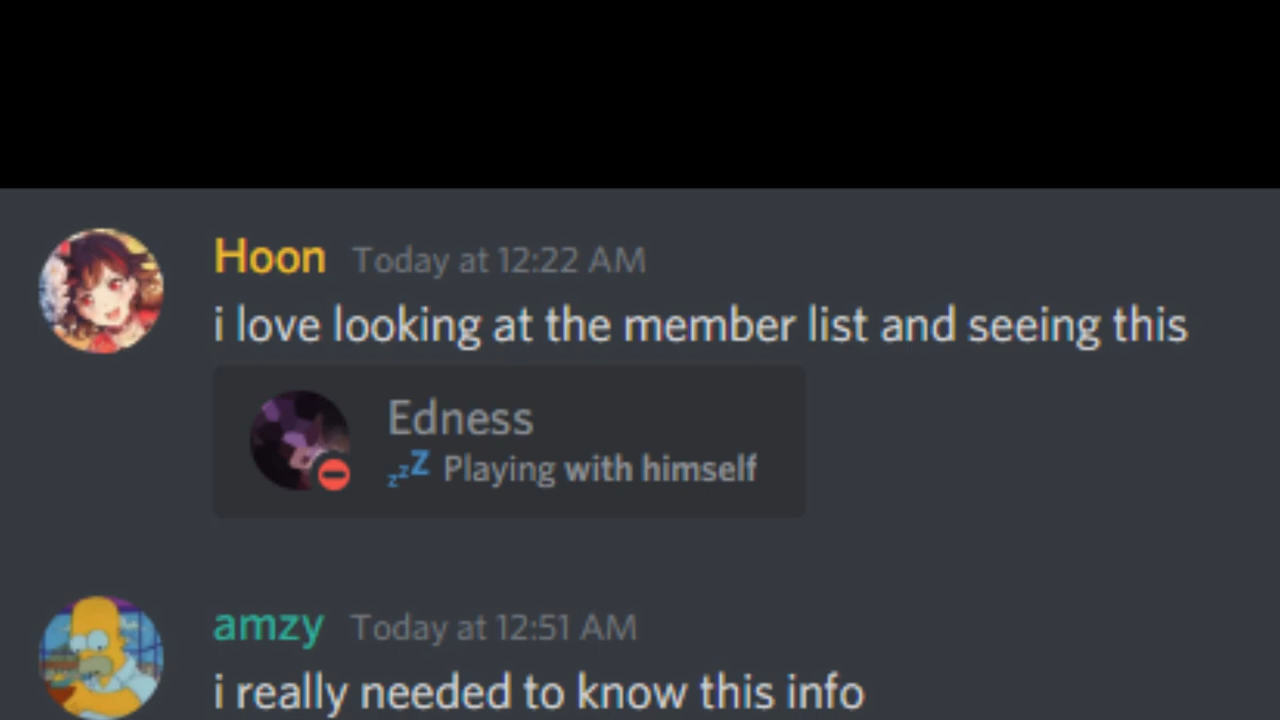 Hoon Today at 12:22 AM
i love looking at the member list and seeing this
Edness
zzZ Playing with himself
amzy Today at 12:51 AM
i really needed to know this info